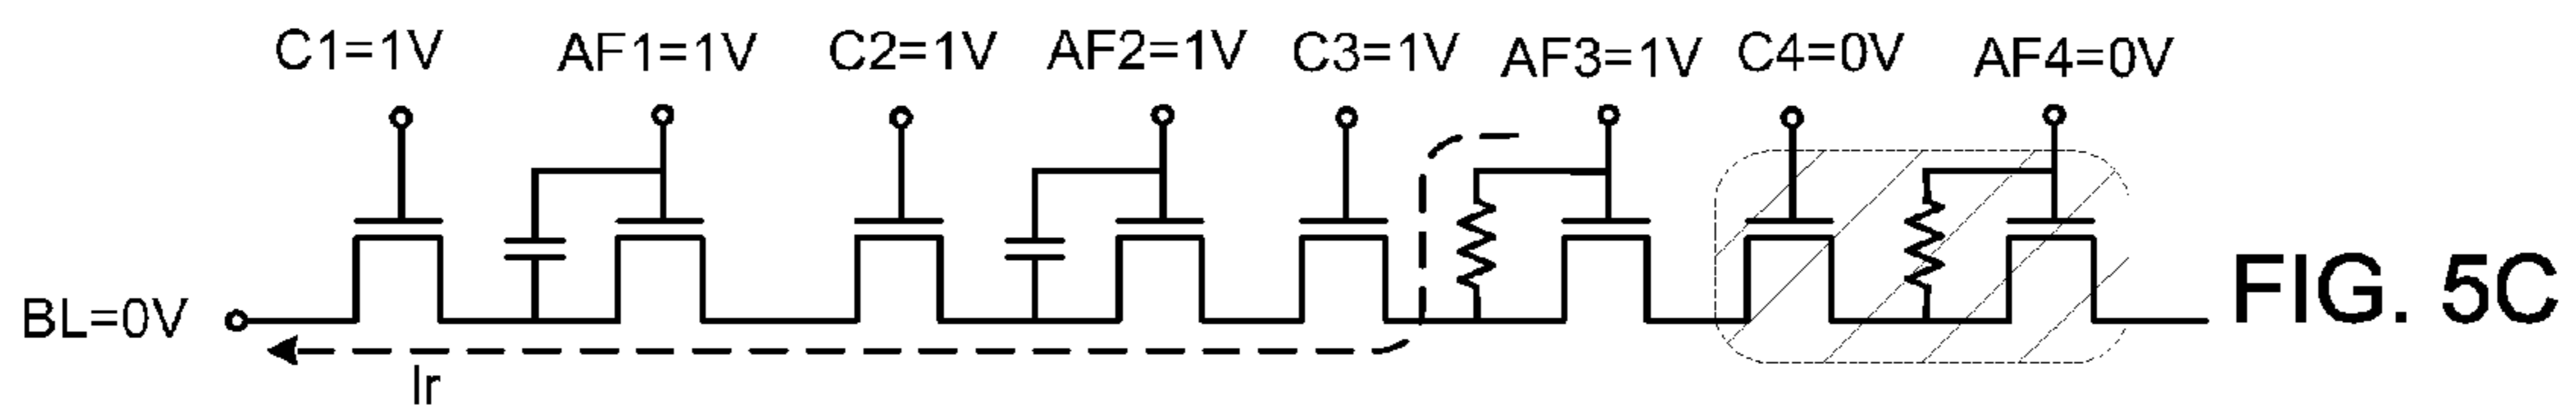 C1=1V AF1=1V C2=1V AF2=1V C3=1V AF3=1V C4=0V AF4=0V
BL=0V
Ir
FIG. 5C